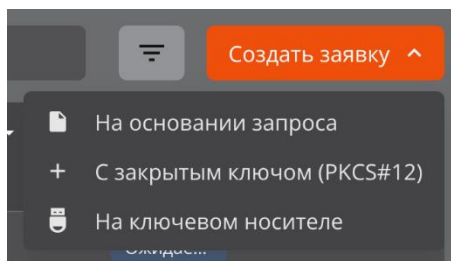 Создать заявку
На основании запроса
С закрытым ключом (PKCS#12)
На ключевом носителе